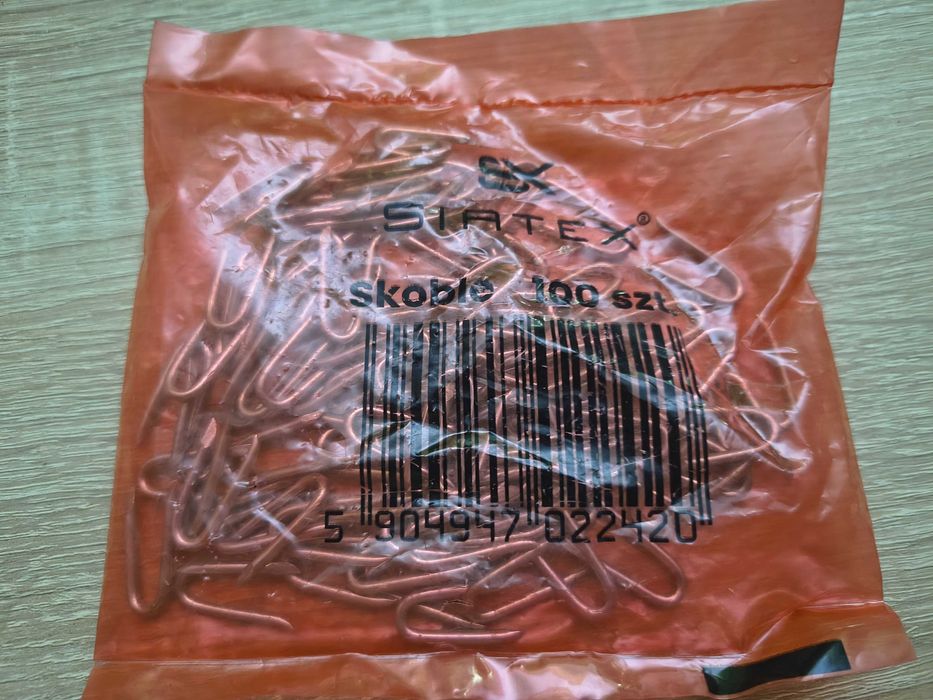 SX
SIATEX®
skoble 100 szt.
5 904947 022420